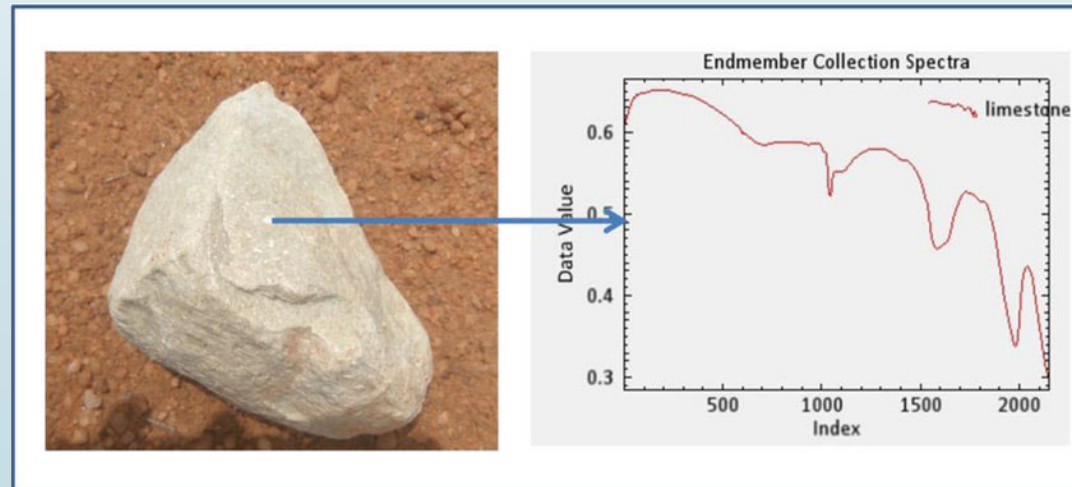 Endmember Collection Spectra
limestone
Data Value
0.6
0.5
0.4
0.3
500 1000 1500 2000
Index